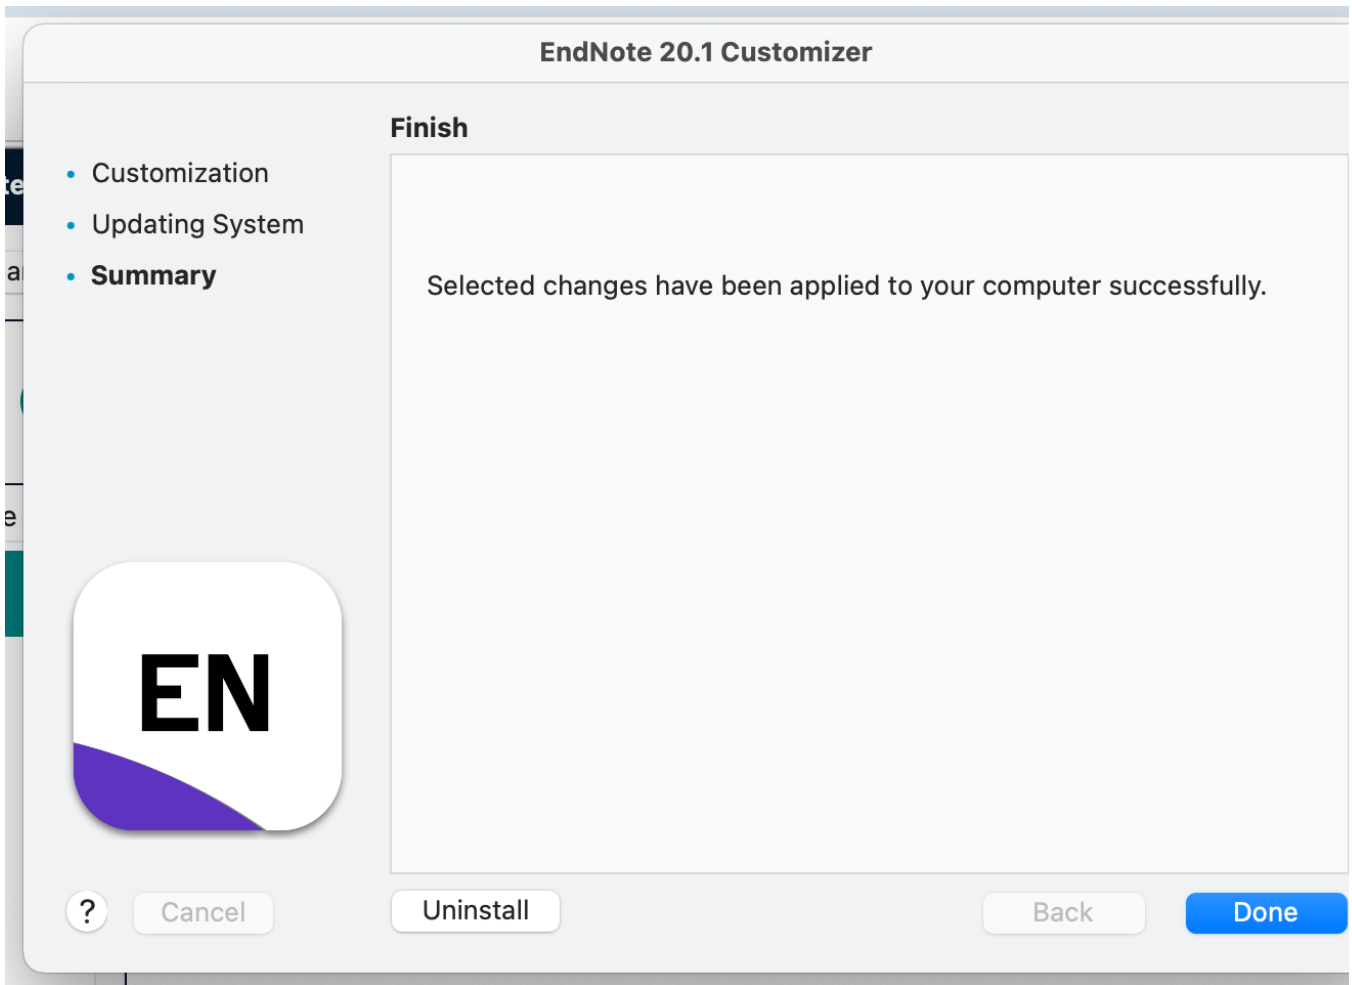 EndNote 20.1 Customizer
Finish
Customization
Updating System
Summary
Selected changes have been applied to your computer successfully.
EN
?
Cancel
Uninstall
Back
Done